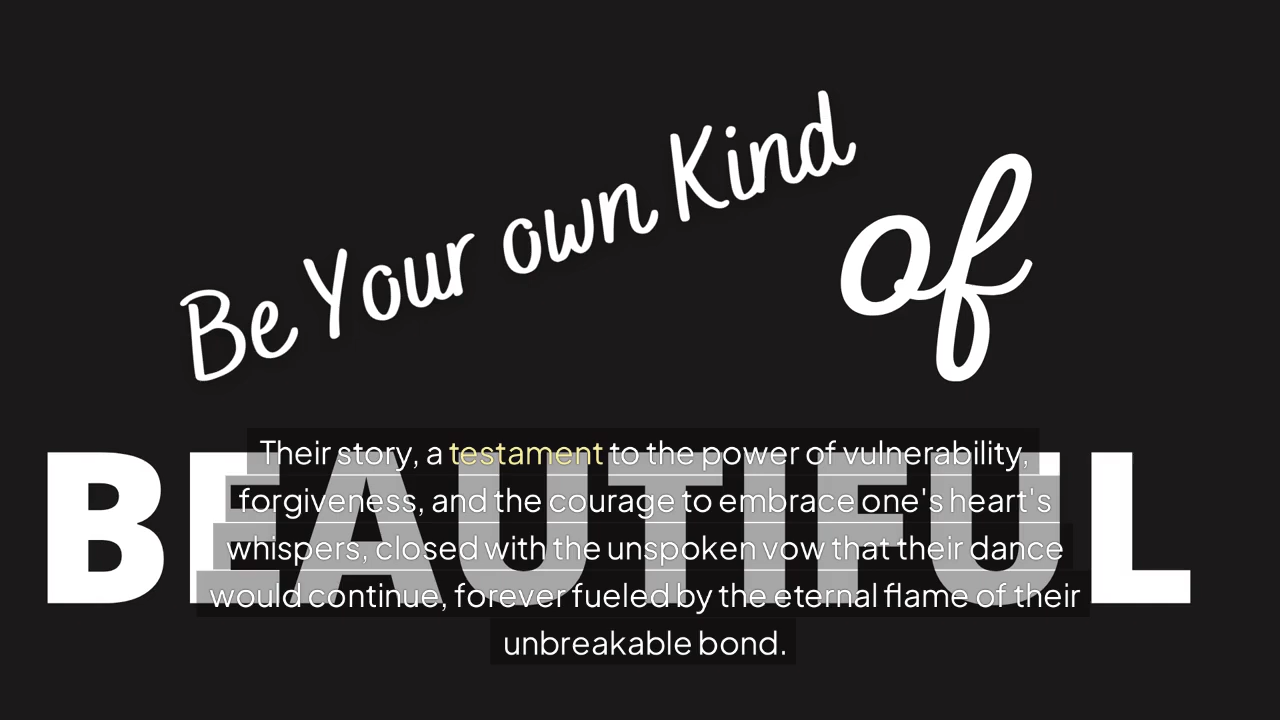 Be Your own Kind
of
BEAUTIFUL
Their story, a testament to the power of vulnerability,
forgiveness, and the courage to embrace one's heart's
whispers, closed with the unspoken vow that their dance
would continue, forever fueled by the eternal flame of their
unbreakable bond.